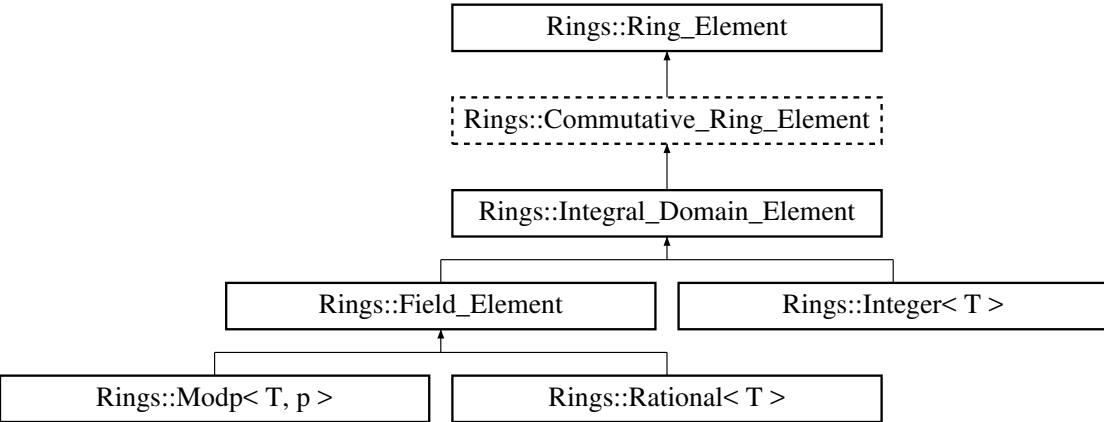 Rings::Ring_Element
Rings::Commutative_Ring_Element
Rings::Integral_Domain_Element
Rings::Field_Element
Rings::Integer< T >
Rings::Modp< T, p >
Rings::Rational< T >